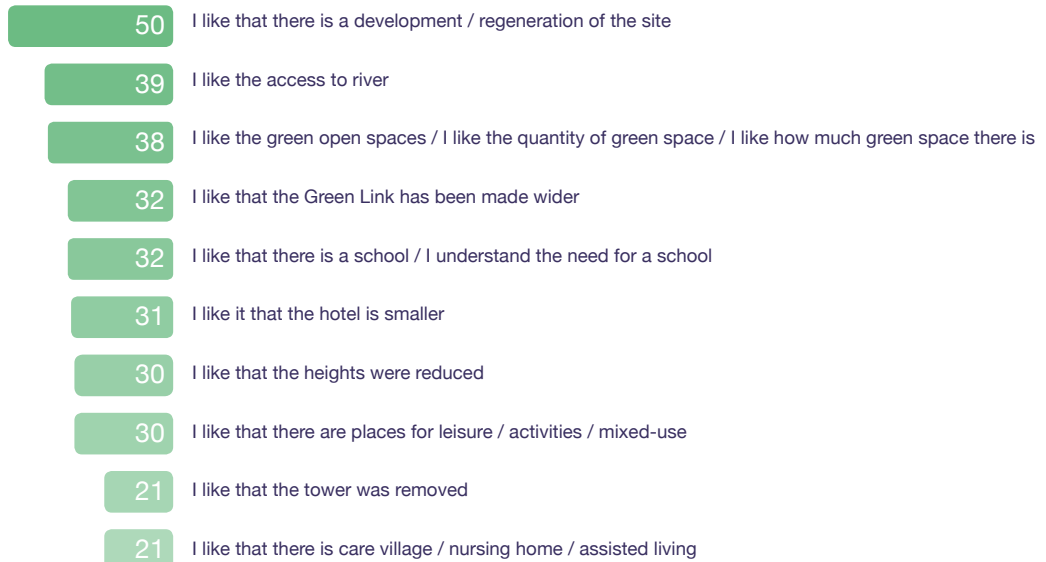 50 I like that there is a development / regeneration of the site
39 I like the access to river
38 I like the green open spaces / I like the quantity of green space / I like how much green space there is
32 I like that the Green Link has been made wider
32 I like that there is a school / I understand the need for a school
31 I like it that the hotel is smaller
30 I like that the heights were reduced
30 I like that there are places for leisure / activities / mixed-use
21 I like that the tower was removed
21 I like that there is care village / nursing home / assisted living